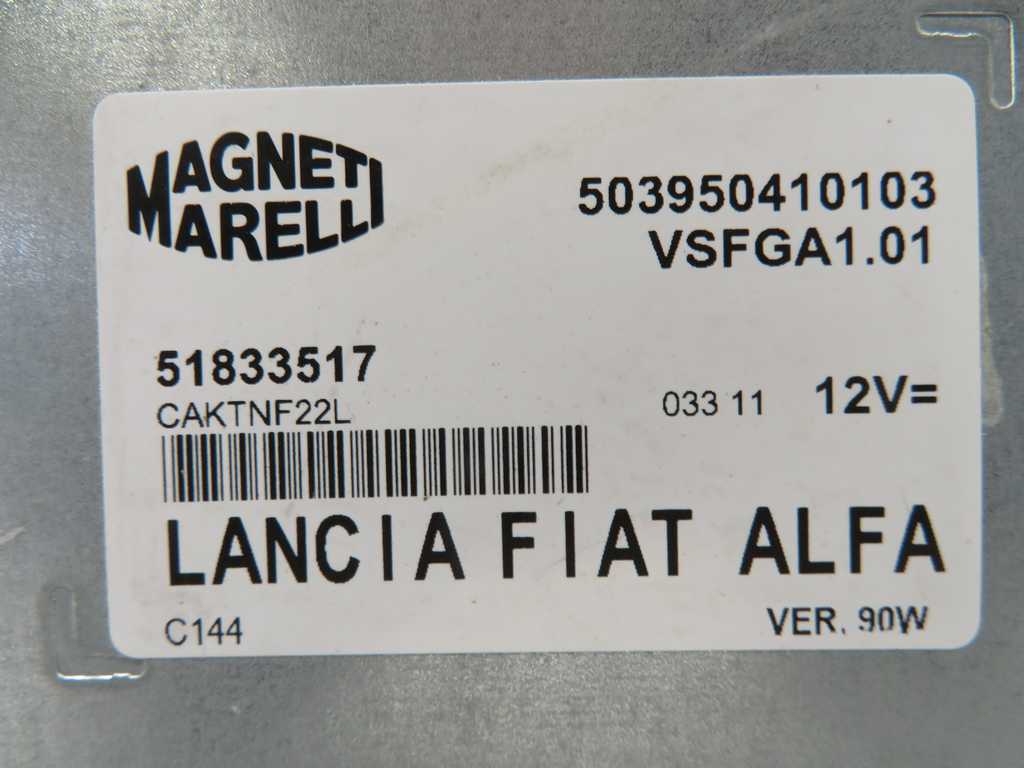 MAGNETI
MARELLI
503950410103
VSFGA1.01
51833517
CAKTNF22L
033 11
12V=
LANCIA FIAT ALFA
C144
VER. 90W